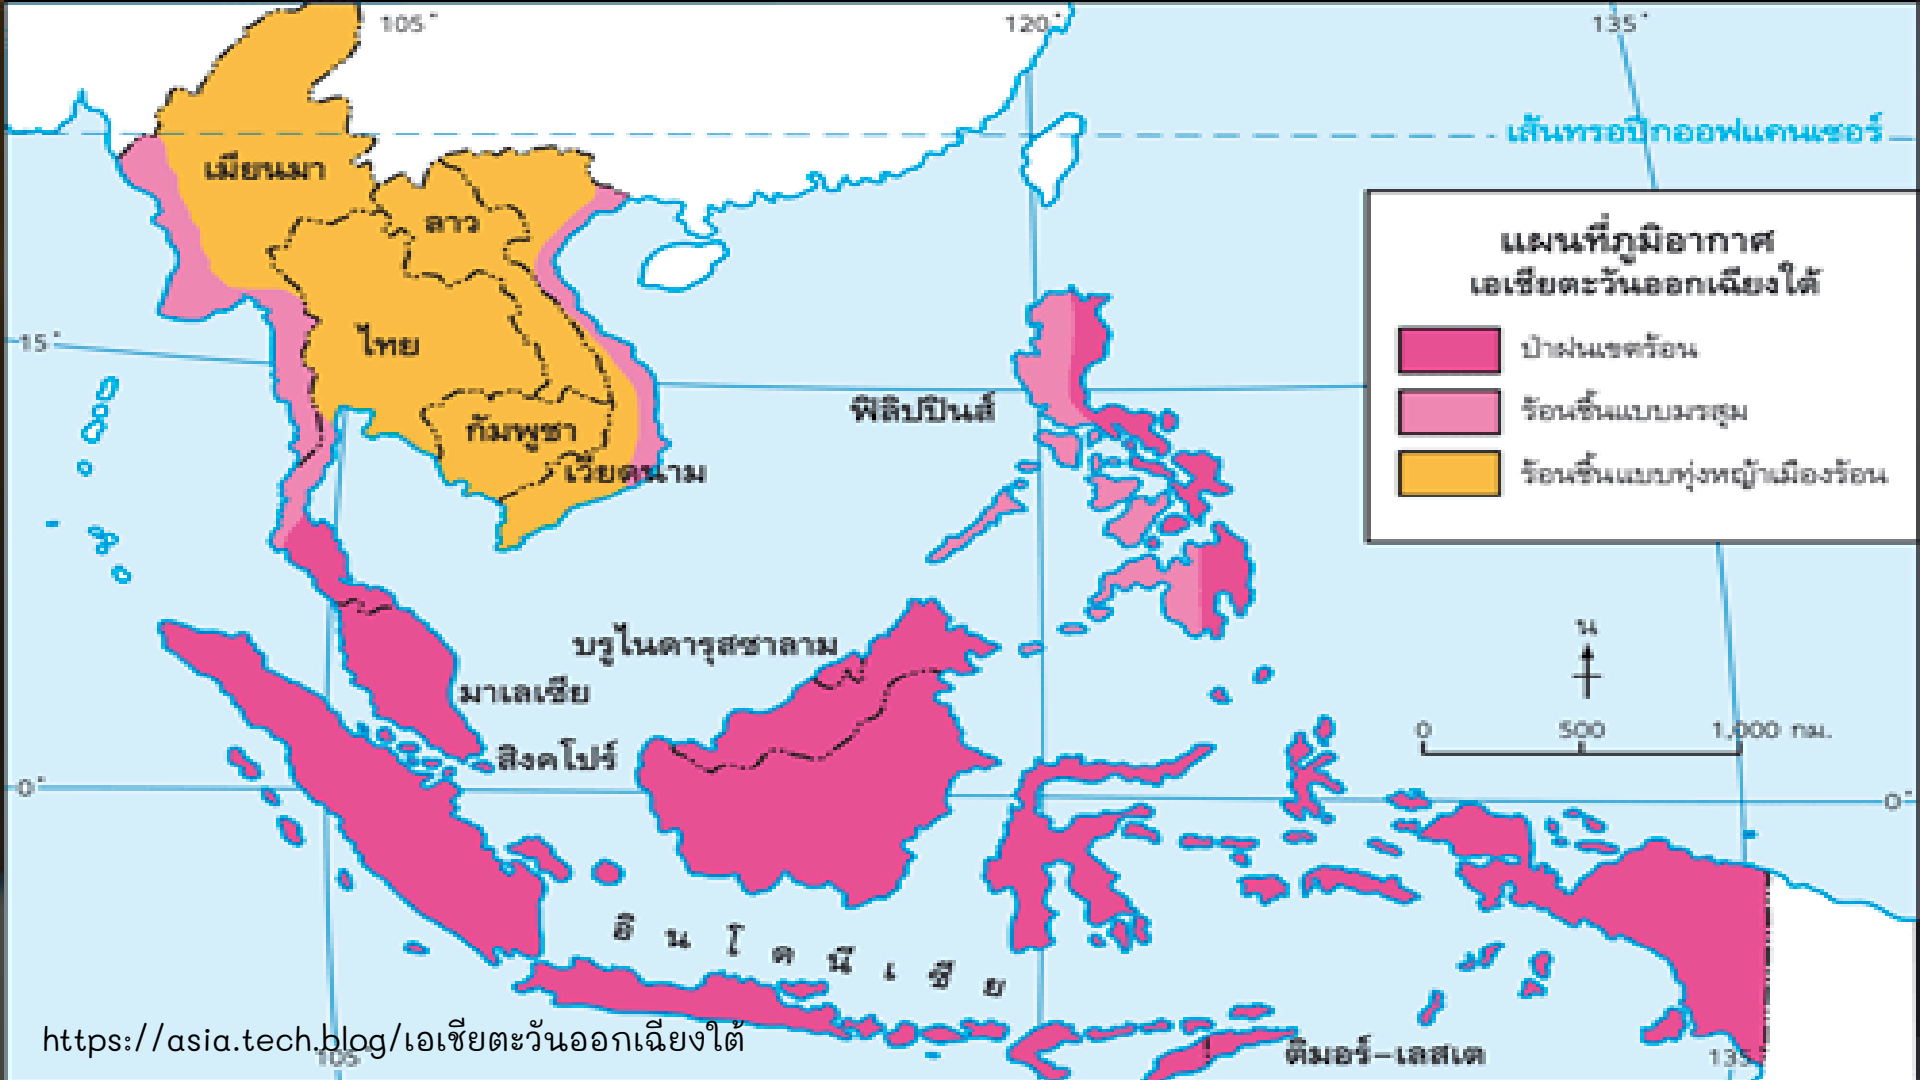 105°
120°
135°
เส้นทรอปิกออฟแคนเซอร์
เมียนมา
ลาว
แผนที่ภูมิอากาศ
เอเชียตะวันออกเฉียงใต้
ป่าฝนเขตร้อน
ร้อนชื้นแบบมรสุม
ร้อนชื้นแบบทุ่งหญ้าเมืองร้อน
15°
ไทย
ฟิลิปปินส์
กัมพูชา
เวียดนาม
น
บรูไนดารุสซาลาม
มาเลเซีย
0 500 1,000 กม.
สิงคโปร์
0°
0°
อินโดนีเซีย
https://asia.tech.blog/เอเชียตะวันออกเฉียงใต้
ติมอร์-เลสเต
105°
135°